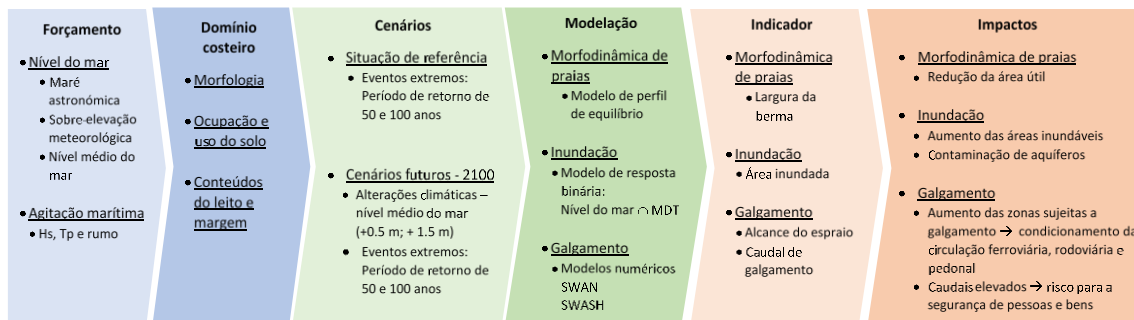 Forçamento
• Nível do mar
• Maré
astronómica
• Sobre-elevação
meteorológica
• Nível médio do
mar
• Agitação marítima
• Hs, Tp e rumo
Domínio
costeiro
• Morfologia
• Ocupação e
uso do solo
• Conteúdos
do leito e
margem
Cenários
• Situação de referência
• Eventos extremos:
Período de retorno de
50 e 100 anos
• Cenários futuros - 2100
• Alterações climáticas –
nível médio do mar
(+0.5 m; + 1.5 m)
• Eventos extremos:
Período de retorno de
50 e 100 anos
Modelação
• Morfodinâmica de
praias
• Modelo de perfil
de equilíbrio
• Inundação
• Modelo de resposta
binária:
Nível do mar ∩ MDT
• Galgamento
• Modelos numéricos
SWAN
SWASH
Indicador
• Morfodinâmica
de praias
• Largura da
berma
• Inundação
• Área inundada
• Galgamento
• Alcance do espraio
• Caudal de
galgamento
Impactos
• Morfodinâmica de praias
• Redução da área útil
• Inundação
• Aumento das áreas inundáveis
• Contaminação de aquíferos
• Galgamento
• Aumento das zonas sujeitas a
galgamento → condicionamento da
circulação ferroviária, rodoviária e
pedonal
• Caudais elevados → risco para a
segurança de pessoas e bens